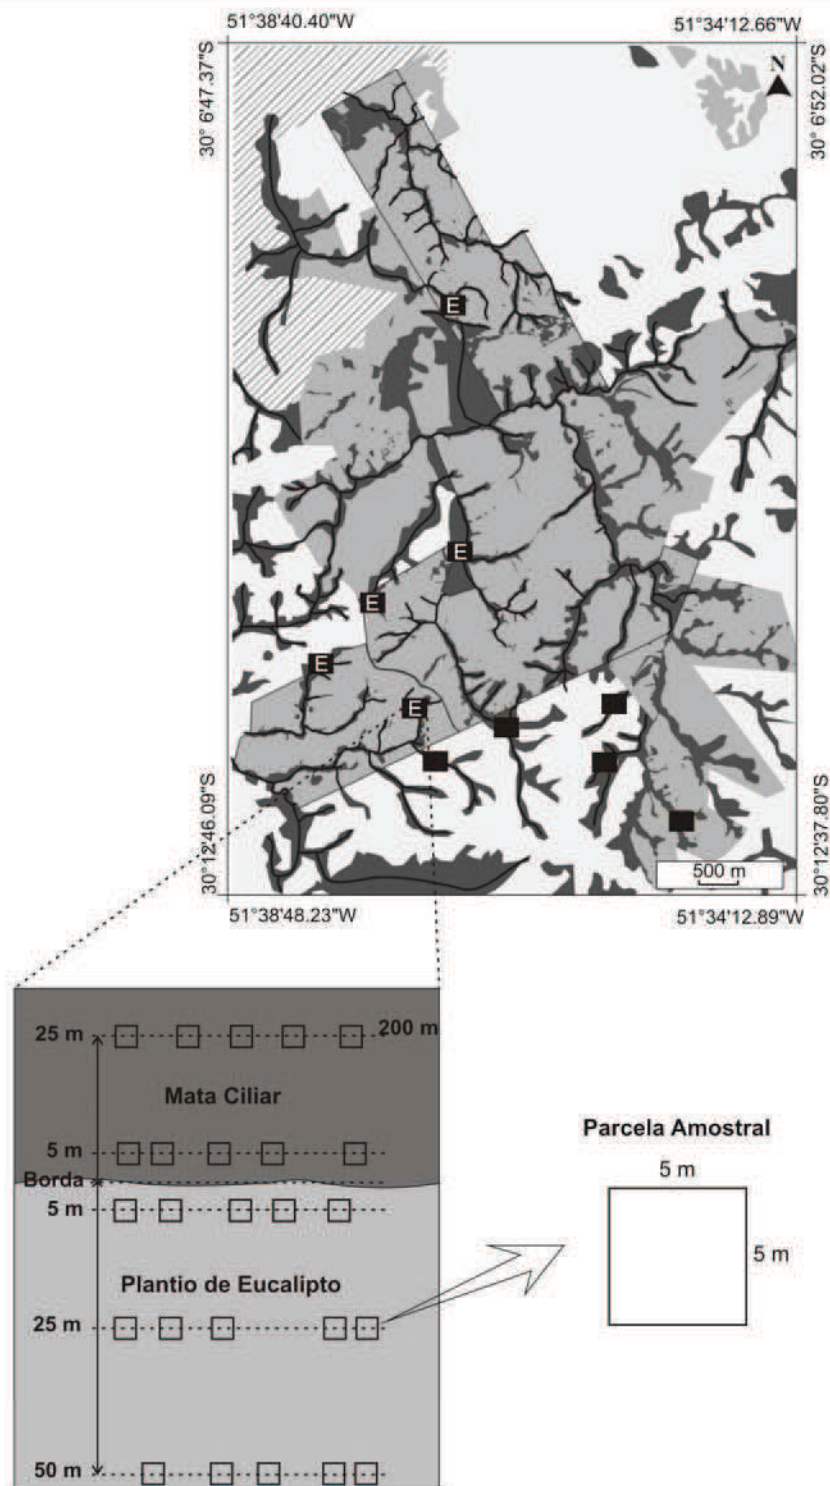 51°38'40.40"W
51°34'12.66"W
30° 6'47.37"S
30° 6'52.02"S
N
E
E
E
E
E
30°12'46.09"S
30°12'37.80"S
500 m
51°38'48.23"W
51°34'12.89"W
25 m
200 m
Mata Ciliar
5 m
Borda
5 m
Plantio de Eucalipto
25 m
50 m
Parcela Amostral
5 m
5 m